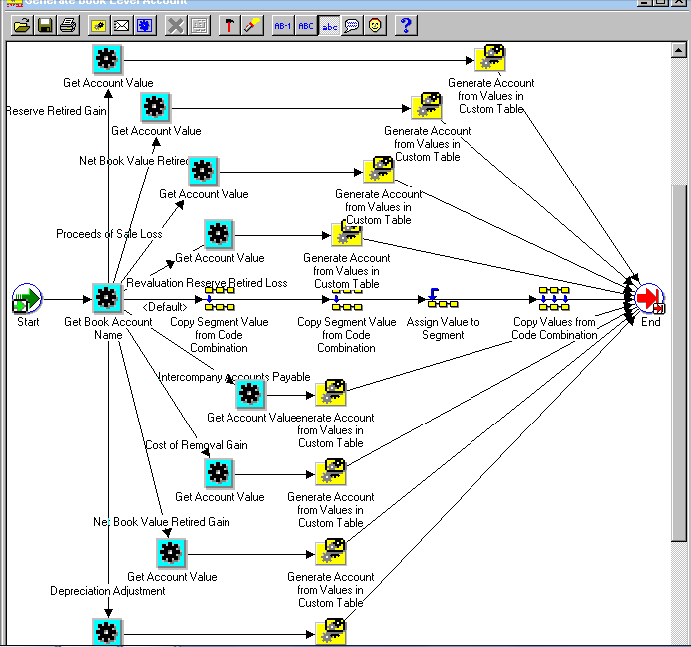 Generate Book Level Account
AB-1 ABC abc ?
Get Account Value
Generate Account
from Values in
Custom Table
Reserve Retired Gain
Get Account Value
Generate Account
from Values in
Custom Table
Net Book Value Retired
Get Account Value
Generate Account
from Values in
Custom Table
Proceeds of Sale Loss
Get Account Value
Generate Account
from Values in
Custom Table
Revaluation Reserve Retired Loss
<Default>
Start
Get Book Account
Name
Copy Segment Value
from Code
Combination
Copy Segment Value
from Code
Combination
Assign Value to
Segment
Copy Values from
Code Combination
End
Intercompany Accounts Payable
Get Account Value
enerate Account
from Values in
Custom Table
Cost of Removal Gain
Get Account Value
Generate Account
from Values in
Custom Table
Net Book Value Retired Gain
Get Account Value
Generate Account
from Values in
Custom Table
Depreciation Adjustment